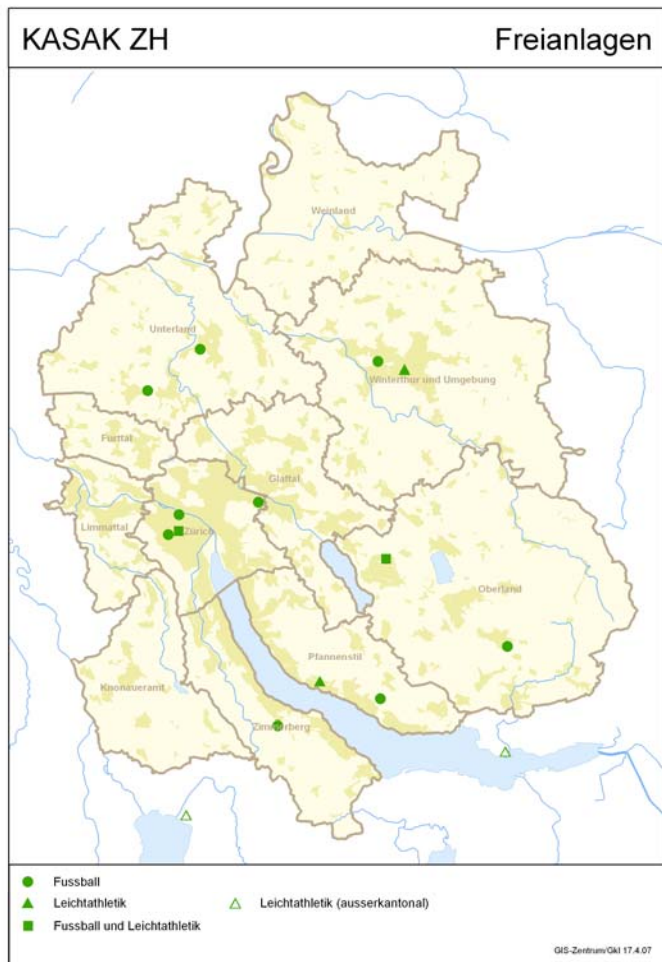 KASAK ZH Freianlagen
Weinland
Unterland
Winterthur und Umgebung
Furttal
Glattal
Limmattal
Zürich
Oberland
Pfannenstil
Knonaueramt
Zimmerberg
Fussball
Leichtathletik Leichtathletik (ausserkantonal)
Fussball und Leichtathletik
GIS-Zentrum/Gkl 17.4.07